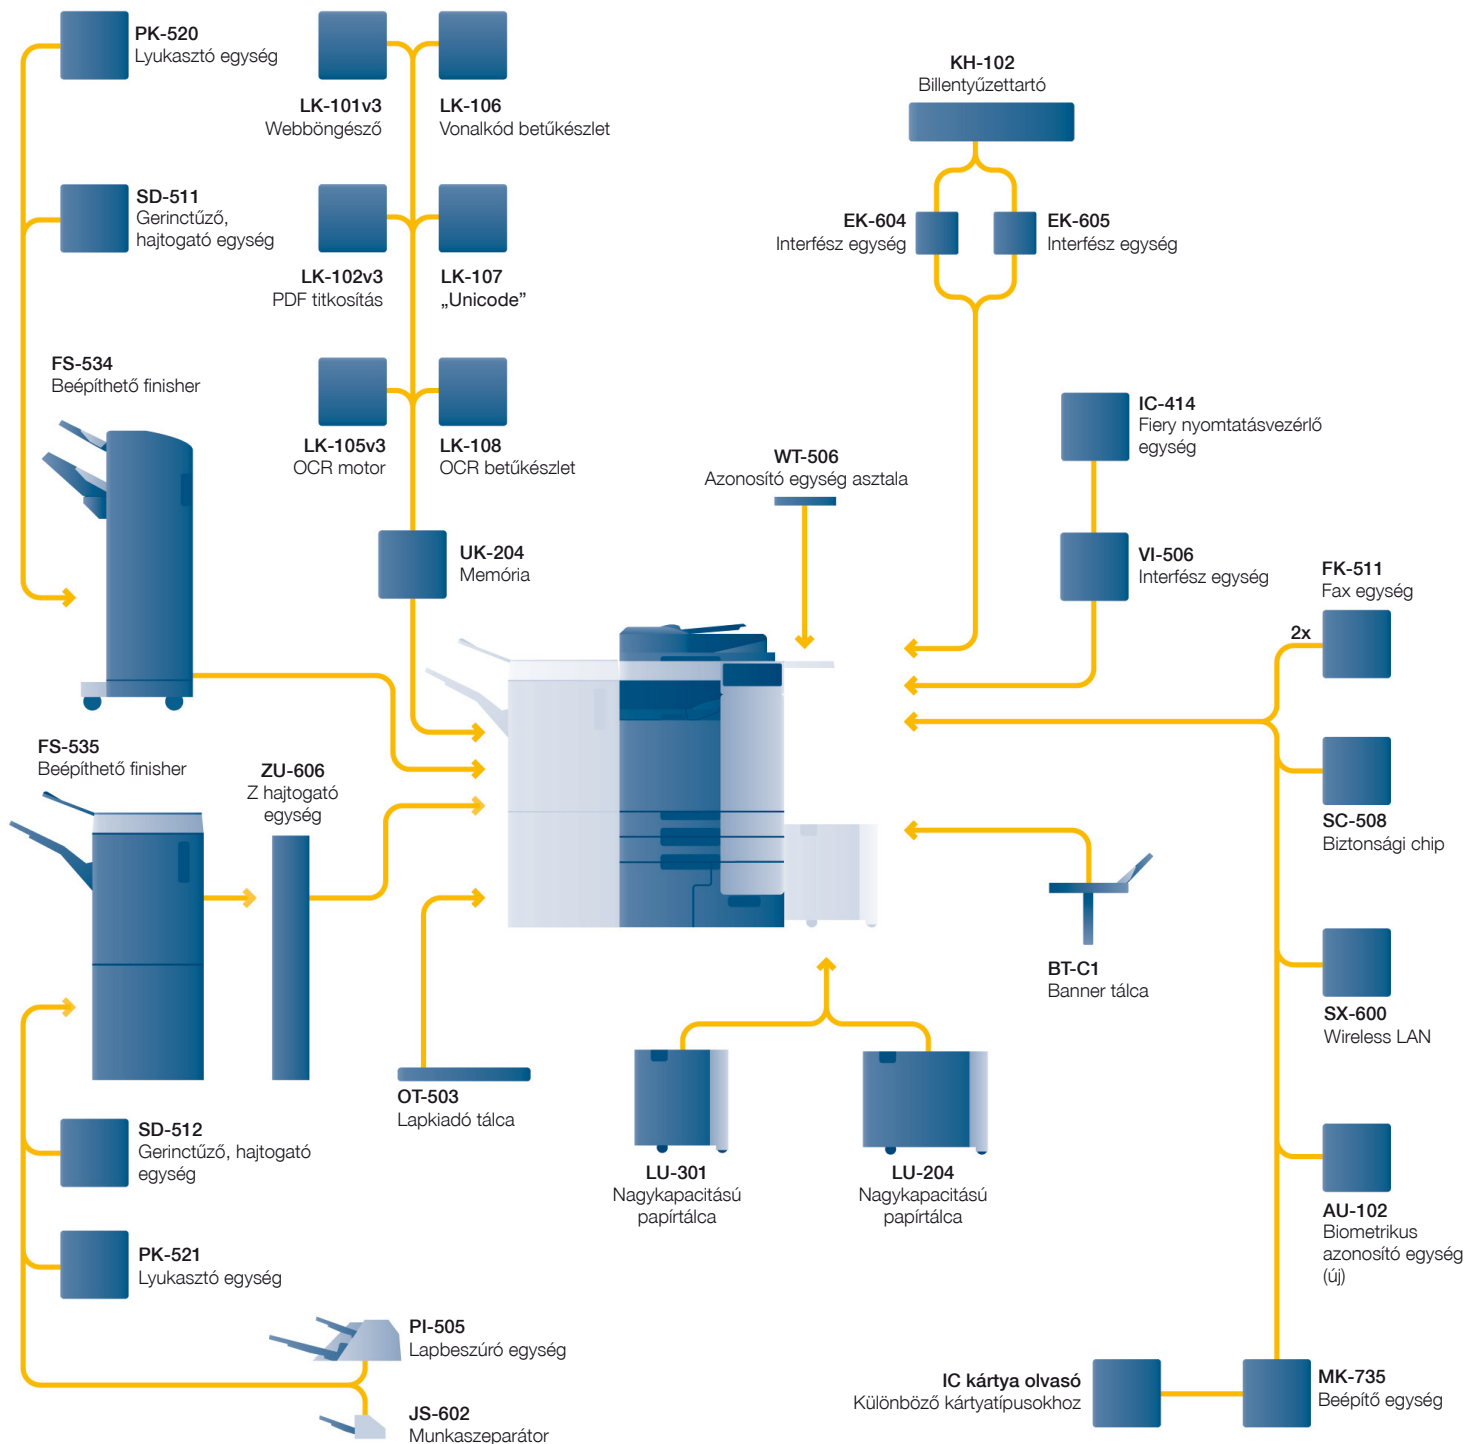 PK-520
Lyukasztó egység
LK-101v3
Webböngésző
LK-106
Vonalkód betűkészlet
KH-102
Billentyűzettartó
SD-511
Gerinctűző,
hajtogató egység
LK-102v3
PDF titkosítás
LK-107
„Unicode”
EK-604
Interfész egység
EK-605
Interfész egység
FS-534
Beépíthető finisher
LK-105v3
OCR motor
LK-108
OCR betűkészlet
WT-506
Azonosító egység asztala
IC-414
Fiery nyomtatásvezérlő
egység
UK-204
Memória
VI-506
Interfész egység
FK-511
Fax egység
2x
FS-535
Beépíthető finisher
ZU-606
Z hajtogató
egység
SC-508
Biztonsági chip
BT-C1
Banner tálca
SX-600
Wireless LAN
OT-503
Lapkiadó tálca
SD-512
Gerinctűző, hajtogató
egység
LU-301
Nagykapacitású
papírtálca
LU-204
Nagykapacitású
papírtálca
AU-102
Biometrikus
azonosító egység
(új)
PK-521
Lyukasztó egység
PI-505
Lapbeszúró egység
JS-602
Munkaszeparátor
IC kártya olvasó
Különböző kártyatípusokhoz
MK-735
Beépítő egység